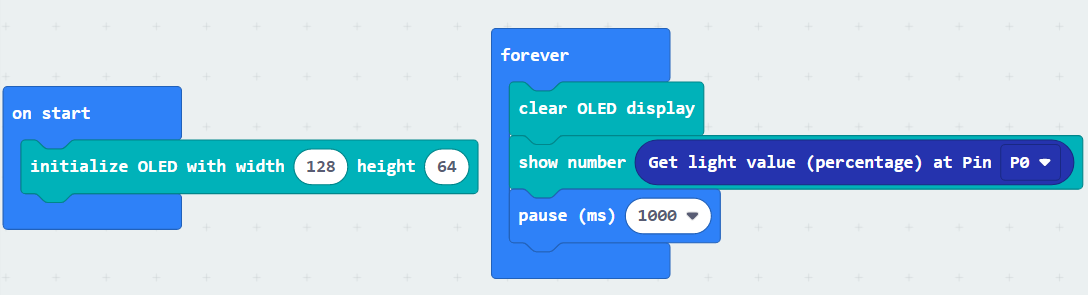 on start
initialize OLED with width 128 height 64
forever
clear OLED display
show number Get light value (percentage) at Pin P0
pause (ms) 1000